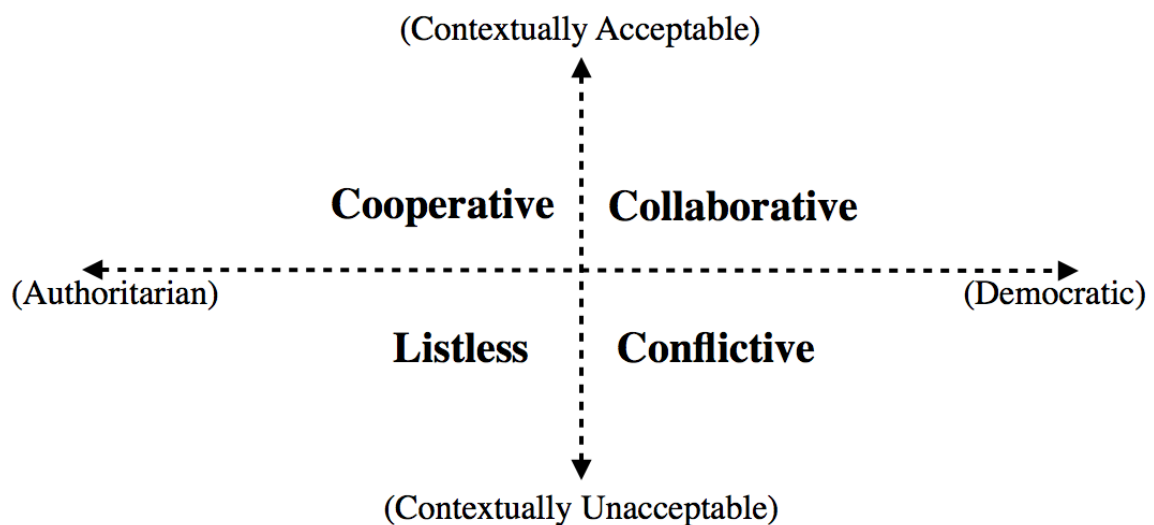 (Contextually Acceptable)
Cooperative Collaborative
(Authoritarian) (Democratic)
Listless Conflictive
(Contextually Unacceptable)